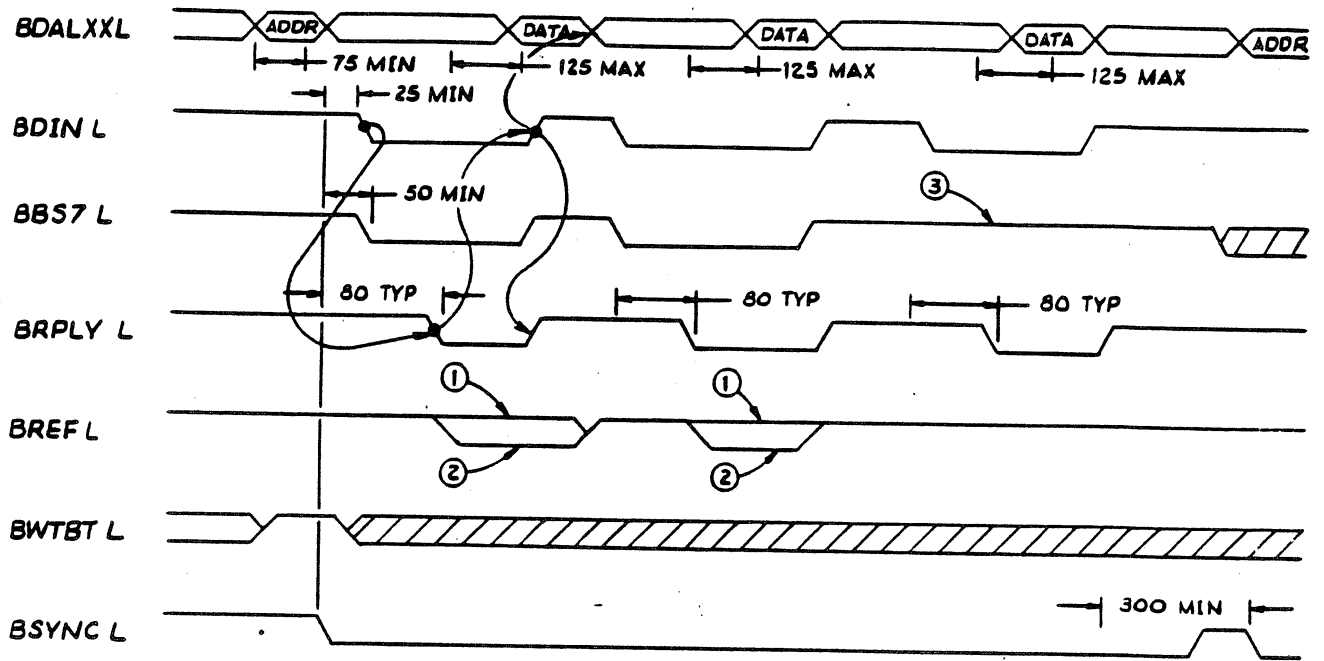 BDALXXL ADDR DATA DATA DATA ADDR
75 MIN 125 MAX 125 MAX 125 MAX
25 MIN
BDIN L
50 MIN
③
BBS7 L
80 TYP 80 TYP 80 TYP
BRPLY L
① ①
BREF L
② ②
BWTBT L
300 MIN
BSYNC L